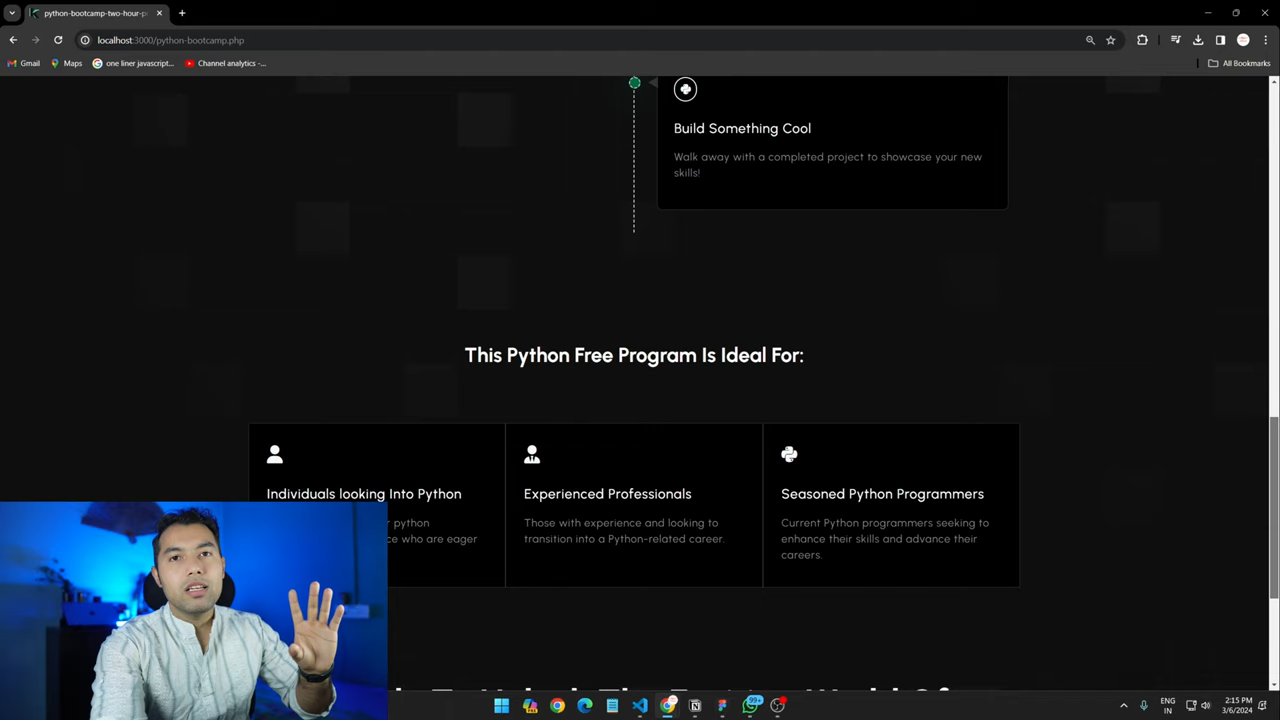 python-bootcamp-two-hour-p
localhost:3000/python-bootcamp.php
Gmail
Maps
one liner javascript...
Channel analytics -...
All Bookmarks
Build Something Cool
Walk away with a completed project to showcase your new
skills!
This Python Free Program Is Ideal For:
Individuals looking Into Python
python
who are eager
Experienced Professionals
Those with experience and looking to
transition into a Python-related career.
Seasoned Python Programmers
Current Python programmers seeking to
enhance their skills and advance their
careers.
99+
ENG
IN
2:15 PM
3/6/2024